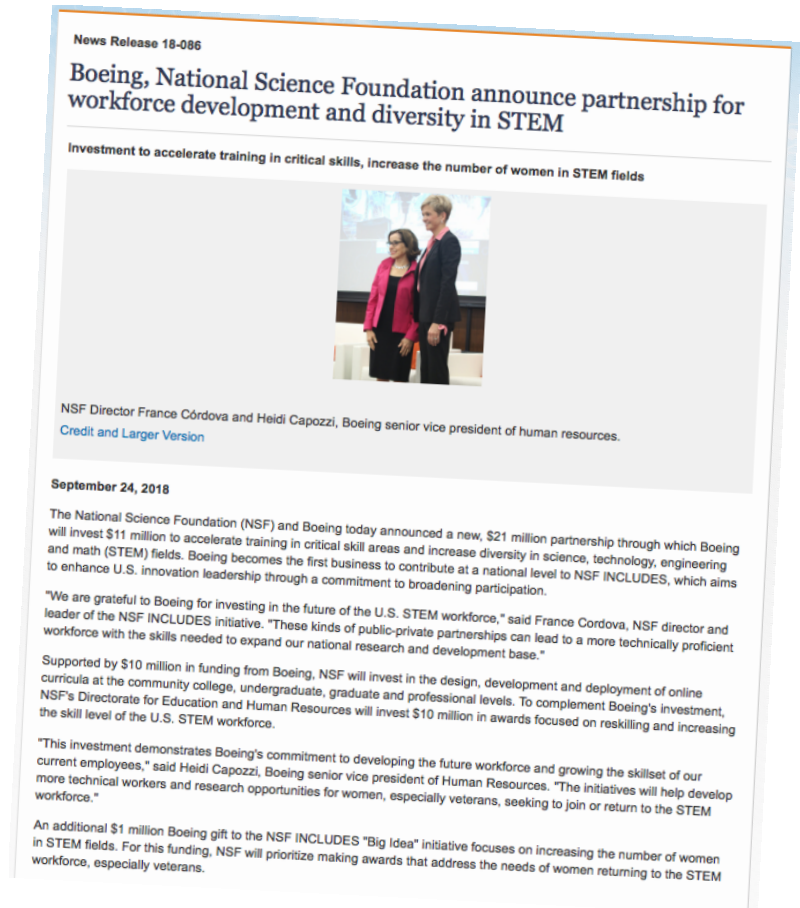 News Release 18-086
Boeing, National Science Foundation announce partnership for
workforce development and diversity in STEM
Investment to accelerate training in critical skills, increase the number of women in STEM fields
NSF Director France Córdova and Heidi Capozzi, Boeing senior vice president of human resources.
Credit and Larger Version
September 24, 2018
The National Science Foundation (NSF) and Boeing today announced a new, $21 million partnership through which Boeing
will invest $11 million to accelerate training in critical skill areas and increase diversity in science, technology, engineering
and math (STEM) fields. Boeing becomes the first business to contribute at a national level to NSF INCLUDES, which aims
to enhance U.S. innovation leadership through a commitment to broadening participation.
"We are grateful to Boeing for investing in the future of the U.S. STEM workforce," said France Cordova, NSF director and
leader of the NSF INCLUDES initiative. "These kinds of public-private partnerships can lead to a more technically proficient
workforce with the skills needed to expand our national research and development base."
Supported by $10 million in funding from Boeing, NSF will invest in the design, development and deployment of online
curricula at the community college, undergraduate, graduate and professional levels. To complement Boeing's investment,
NSF's Directorate for Education and Human Resources will invest $10 million in awards focused on reskilling and increasing
the skill level of the U.S. STEM workforce.
"This investment demonstrates Boeing's commitment to developing the future workforce and growing the skillset of our
current employees," said Heidi Capozzi, Boeing senior vice president of Human Resources. "The initiatives will help develop
more technical workers and research opportunities for women, especially veterans, seeking to join or return to the STEM
workforce."
An additional $1 million Boeing gift to the NSF INCLUDES "Big Idea" initiative focuses on increasing the number of women
in STEM fields. For this funding, NSF will prioritize making awards that address the needs of women returning to the STEM
workforce, especially veterans.